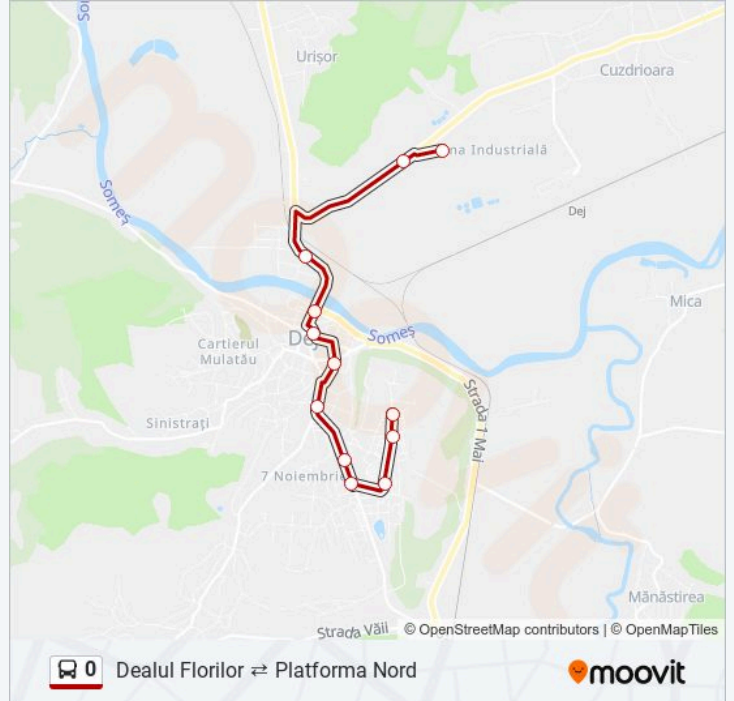 Someș
Urișor
Cuzdrioara
na Industrială
Someș
Dej
Mica
Someș
Dej
Cartierul
Mulatău
Strada 1 Mai
Sinistrați
7 Noiembrie
Mănăstirea
Strada Văii
© OpenStreetMap contributors | © OpenMapTiles
0 Dealul Florilor ⇄ Platforma Nord
moovit